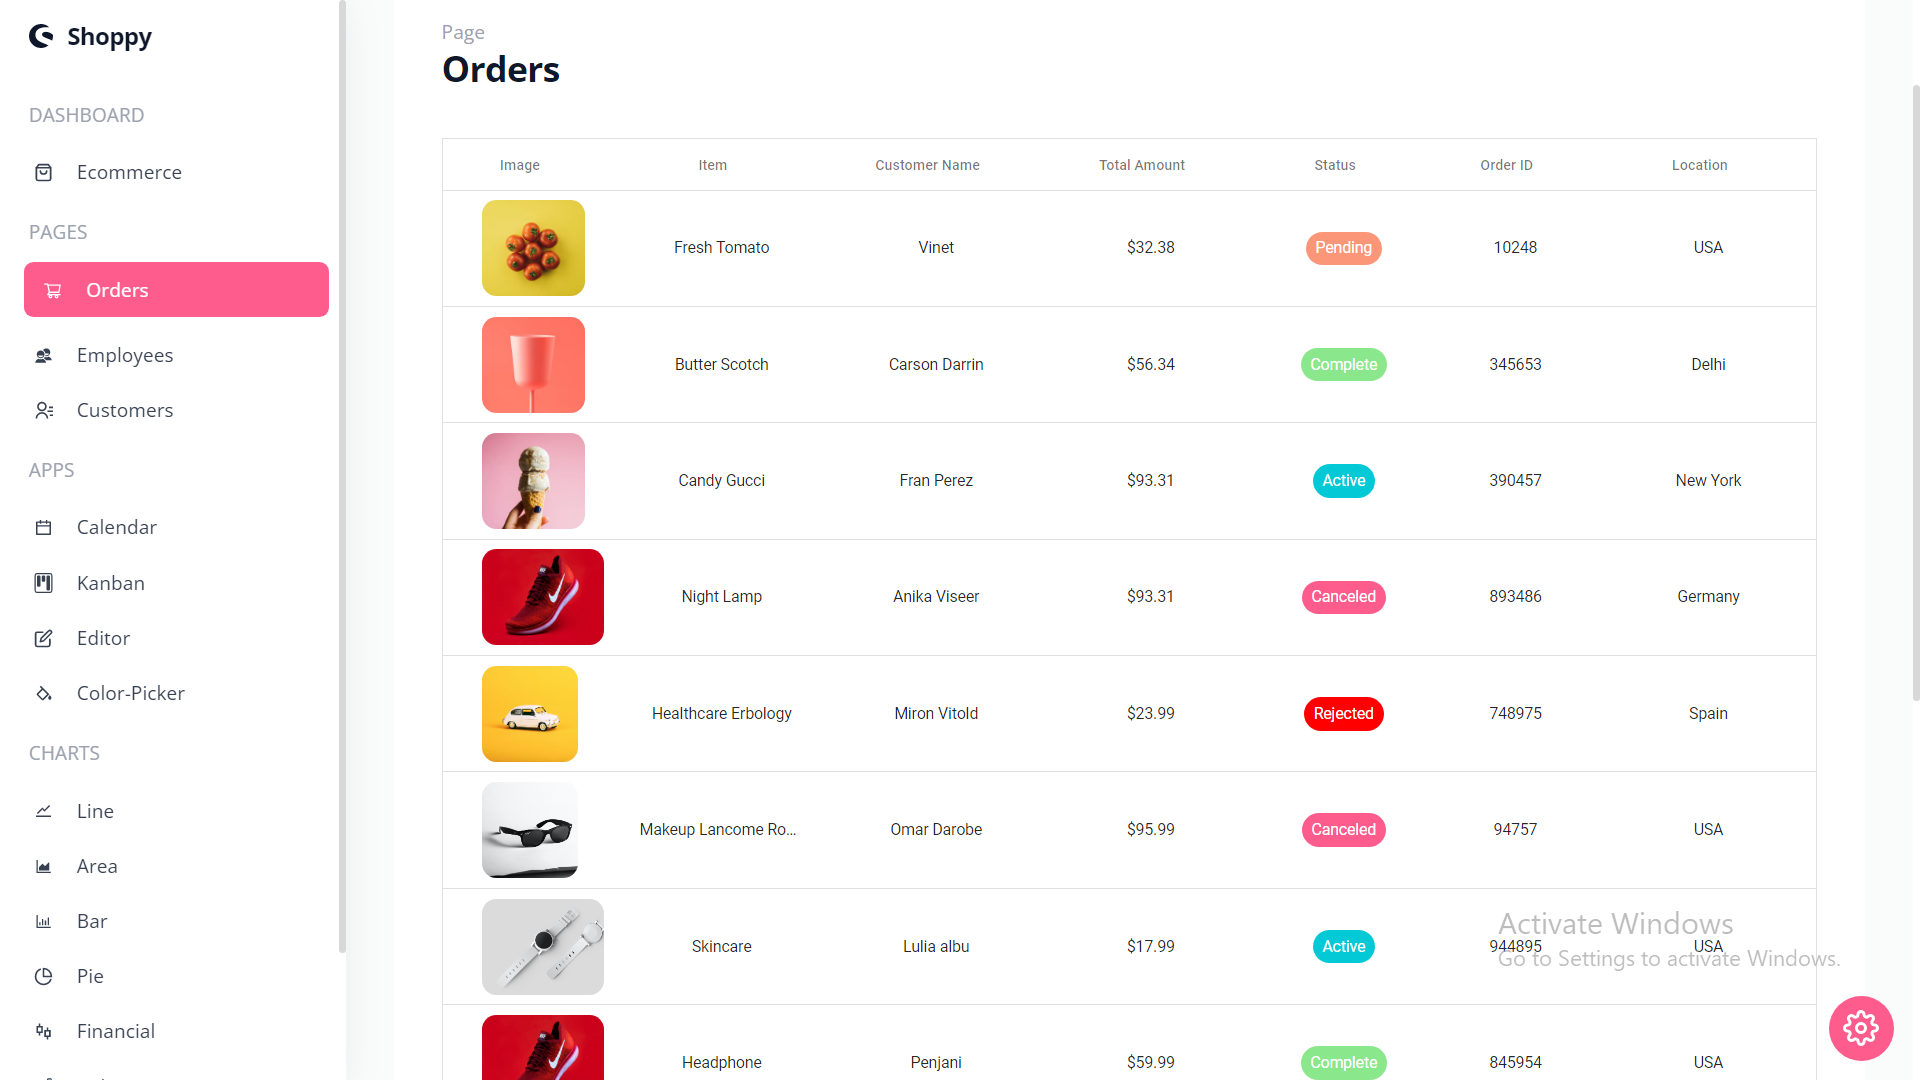 Shoppy
DASHBOARD
Ecommerce
PAGES
Orders
Employees
Customers
APPS
Calendar
Kanban
Editor
Color-Picker
CHARTS
Line
Area
Bar
Pie
Financial
Page
Orders
Image Item Customer Name Total Amount Status Order ID Location
Fresh Tomato Vinet $32.38 Pending 10248 USA
Butter Scotch Carson Darrin $56.34 Complete 345653 Delhi
Candy Gucci Fran Perez $93.31 Active 390457 New York
Night Lamp Anika Viseer $93.31 Canceled 893486 Germany
Healthcare Erbology Miron Vitold $23.99 Rejected 748975 Spain
Makeup Lancome Ro... Omar Darobe $95.99 Canceled 94757 USA
Skincare Lulia albu $17.99 Active 944895 USA
Headphone Penjani $59.99 Complete 845954 USA
Activate Windows
Go to Settings to activate Windows.